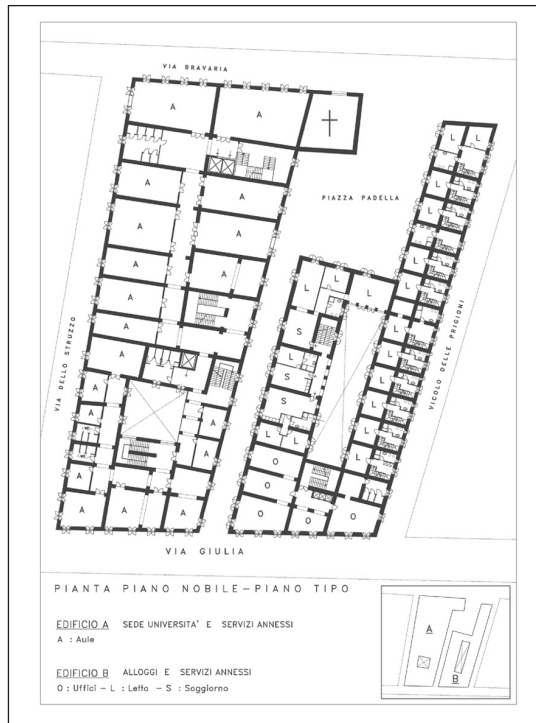 VIA BRAVARIA
A A
L L
L
A A
PIAZZA PADELLA
L
A A L
A A L
L L L L
A L
A S L
A L L
S L
A S L
A A L L L
A O L
A O
A A A O O O
VIA DELLO STRUZZO
VICOLO DELLE PRIGIONI
VIA GIULIA
PIANTA PIANO NOBILE – PIANO TIPO
EDIFICIO A SEDE UNIVERSITA' E SERVIZI ANNESSI
A : Aule
EDIFICIO B ALLOGGI E SERVIZI ANNESSI
O : Uffici – L : Letto – S : Soggiorno
A
B